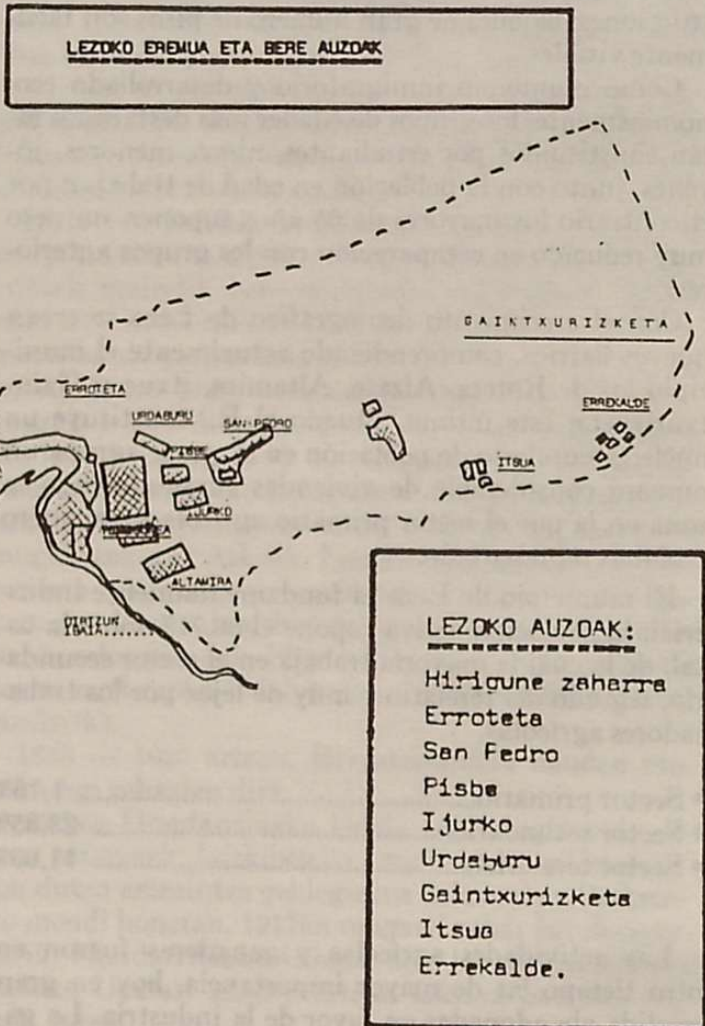 LEZOKO EREMUA ETA BERE AUZOAK
GAINTXURIZKETA
ERROTETA
URDABURU
SAN-PEDRO
ERREKALDE
PISBE
ITSUA
IJURKO
ALTAMIRA
OIRTZUN
IBAIA........
LEZOKO AUZOAK:
Hirigune zaharra
Erroteta
San Pedro
Pisbe
Ijurko
Urdaburu
Gaintxurizketa
Itsua
Errekalde.